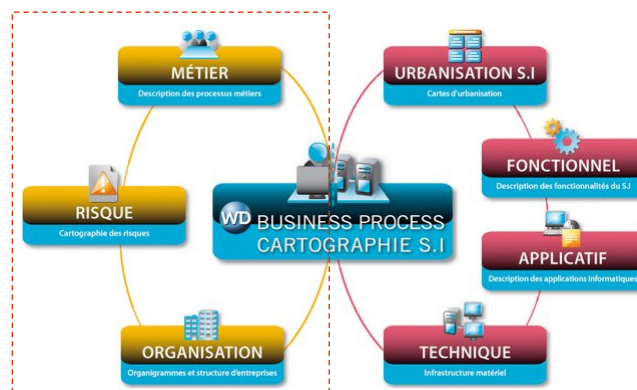 MÉTIER
Description des processus métiers
URBANISATION S.I
Cartes d'urbanisation
FONCTIONNEL
Description des fonctionnalités du S.I
RISQUE
Cartographie des risques
WD BUSINESS PROCESS
CARTOGRAPHIE S.I
APPLICATIF
Description des applications informatiques
ORGANISATION
Organigrammes et structure d'entreprises
TECHNIQUE
Infrastructure matériel